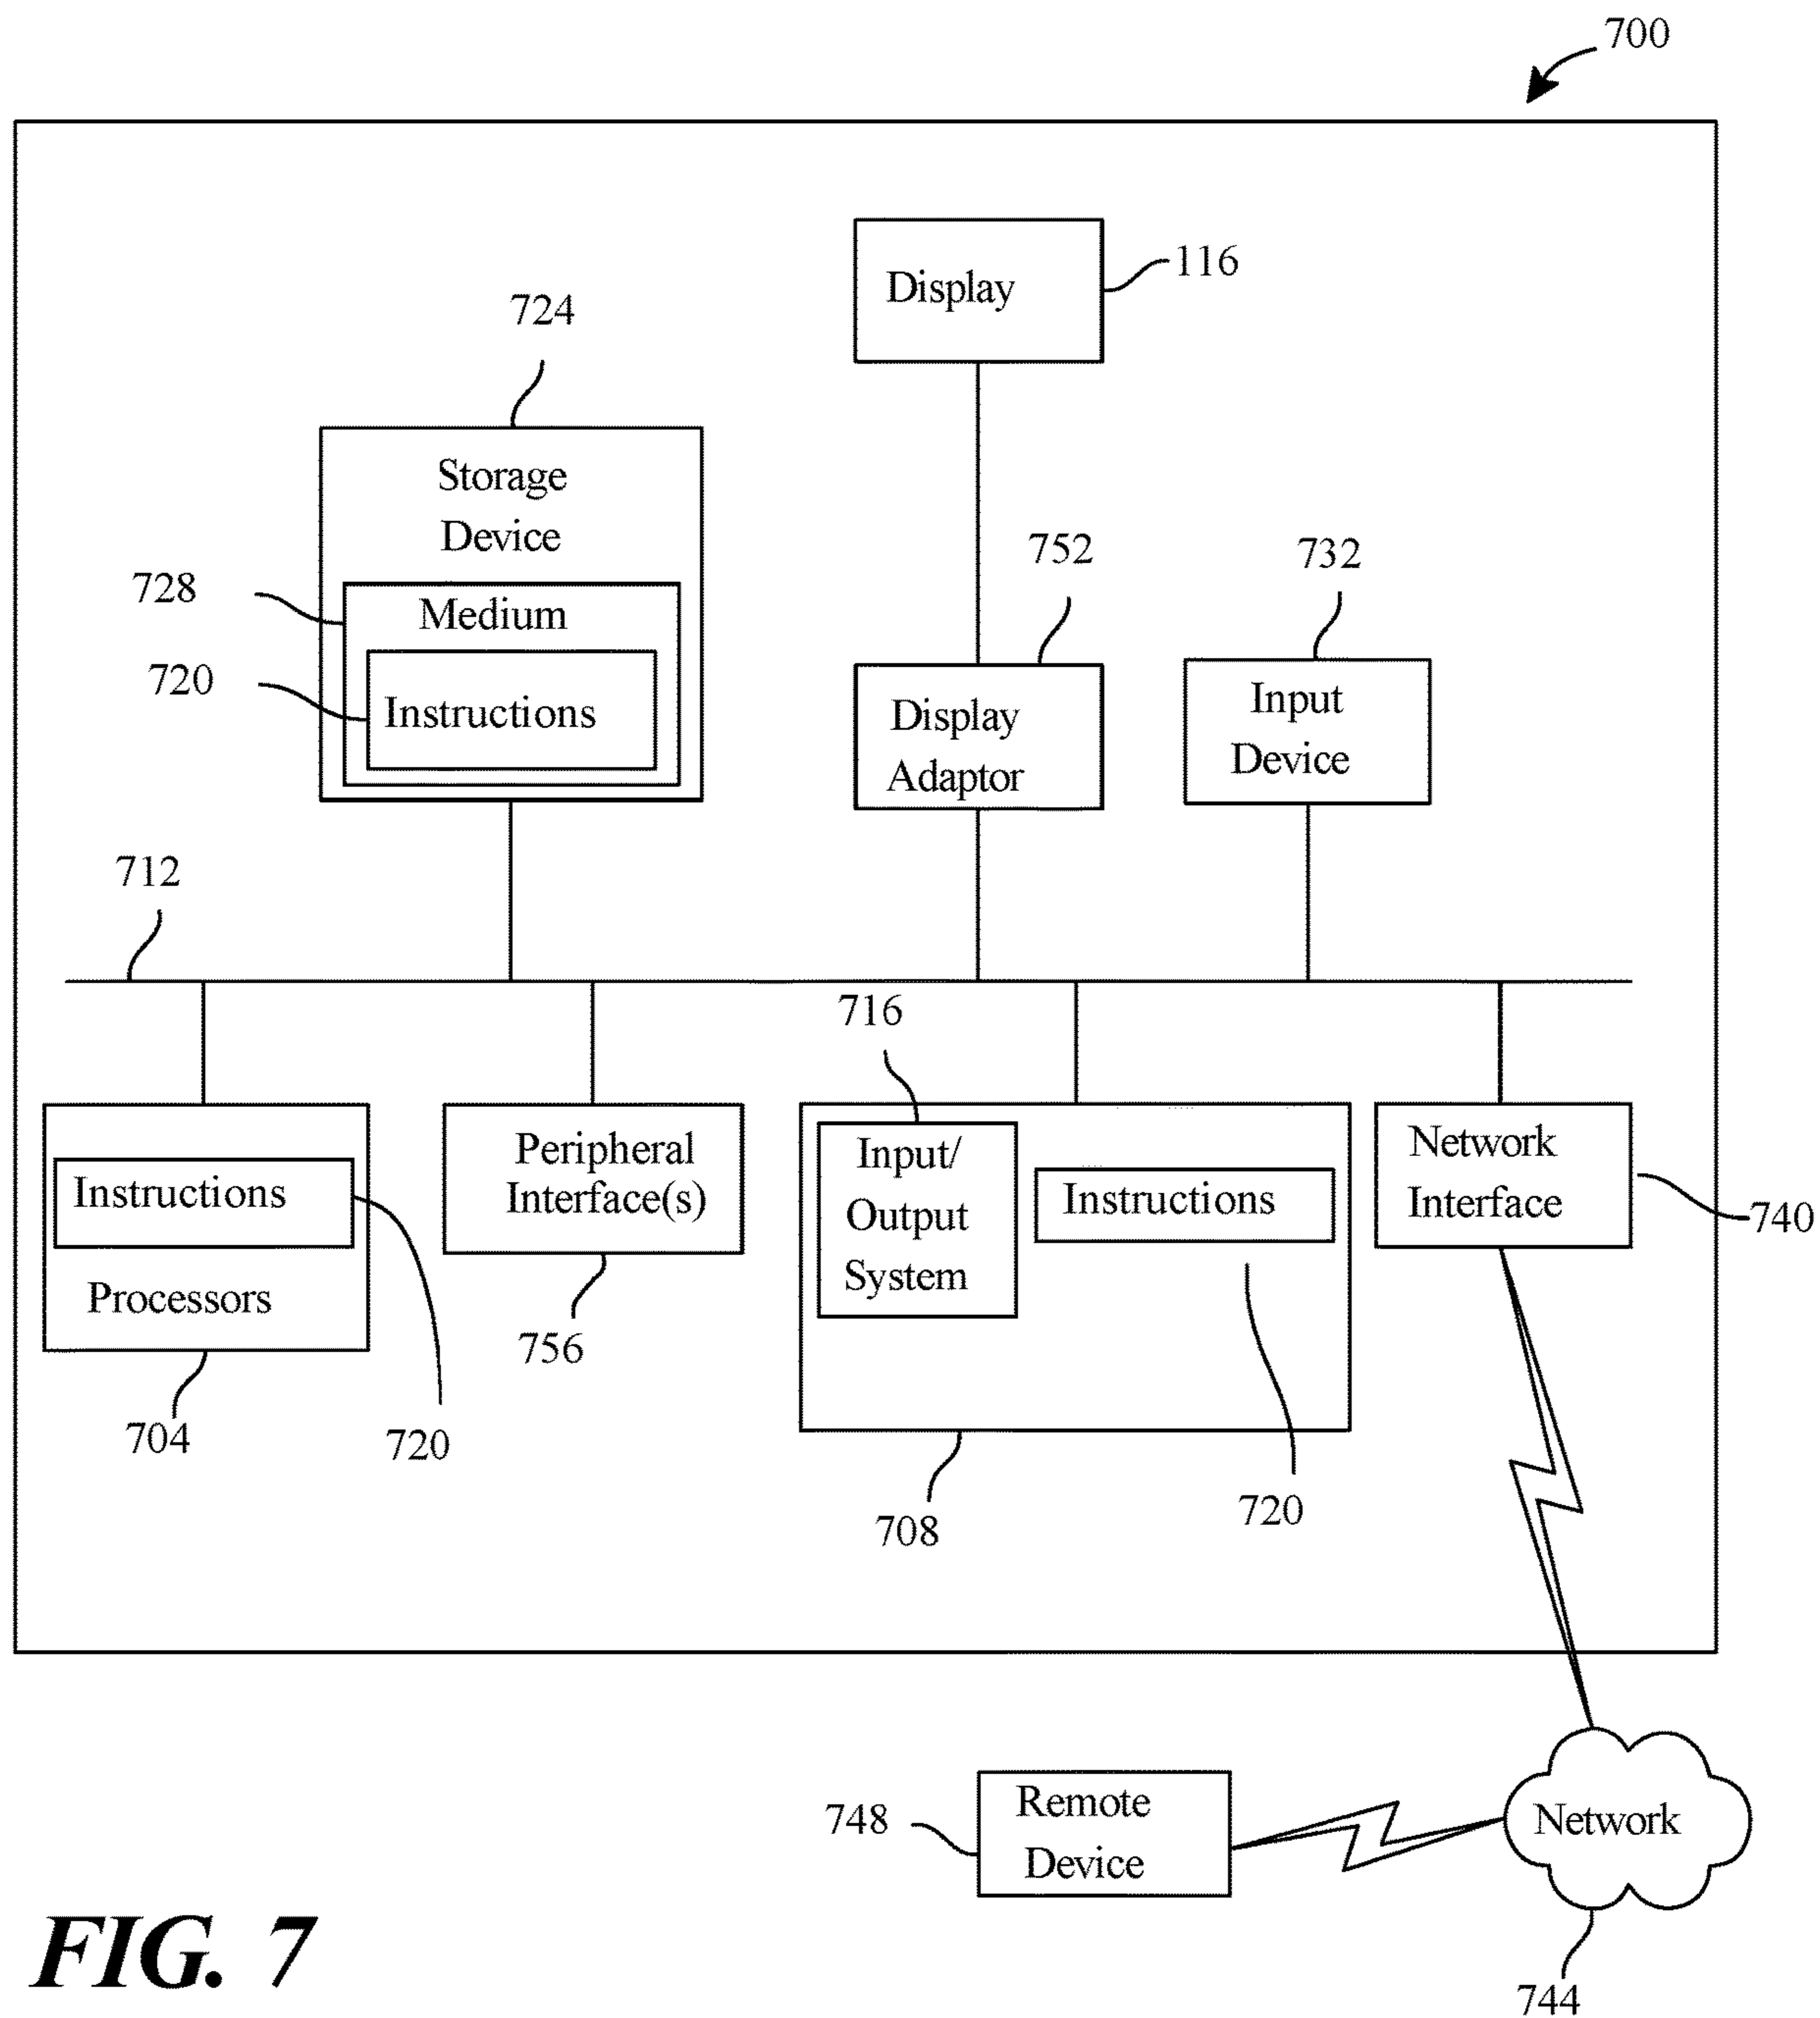 700
Display
116
724
Storage
Device
728
Medium
720
Instructions
752
Display
Adaptor
732
Input
Device
712
716
Instructions
Processors
704
720
Peripheral
Interface(s)
756
Input/
Output
System
Instructions
720
708
Network
Interface
740
748
Remote
Device
Network
744
FIG. 7